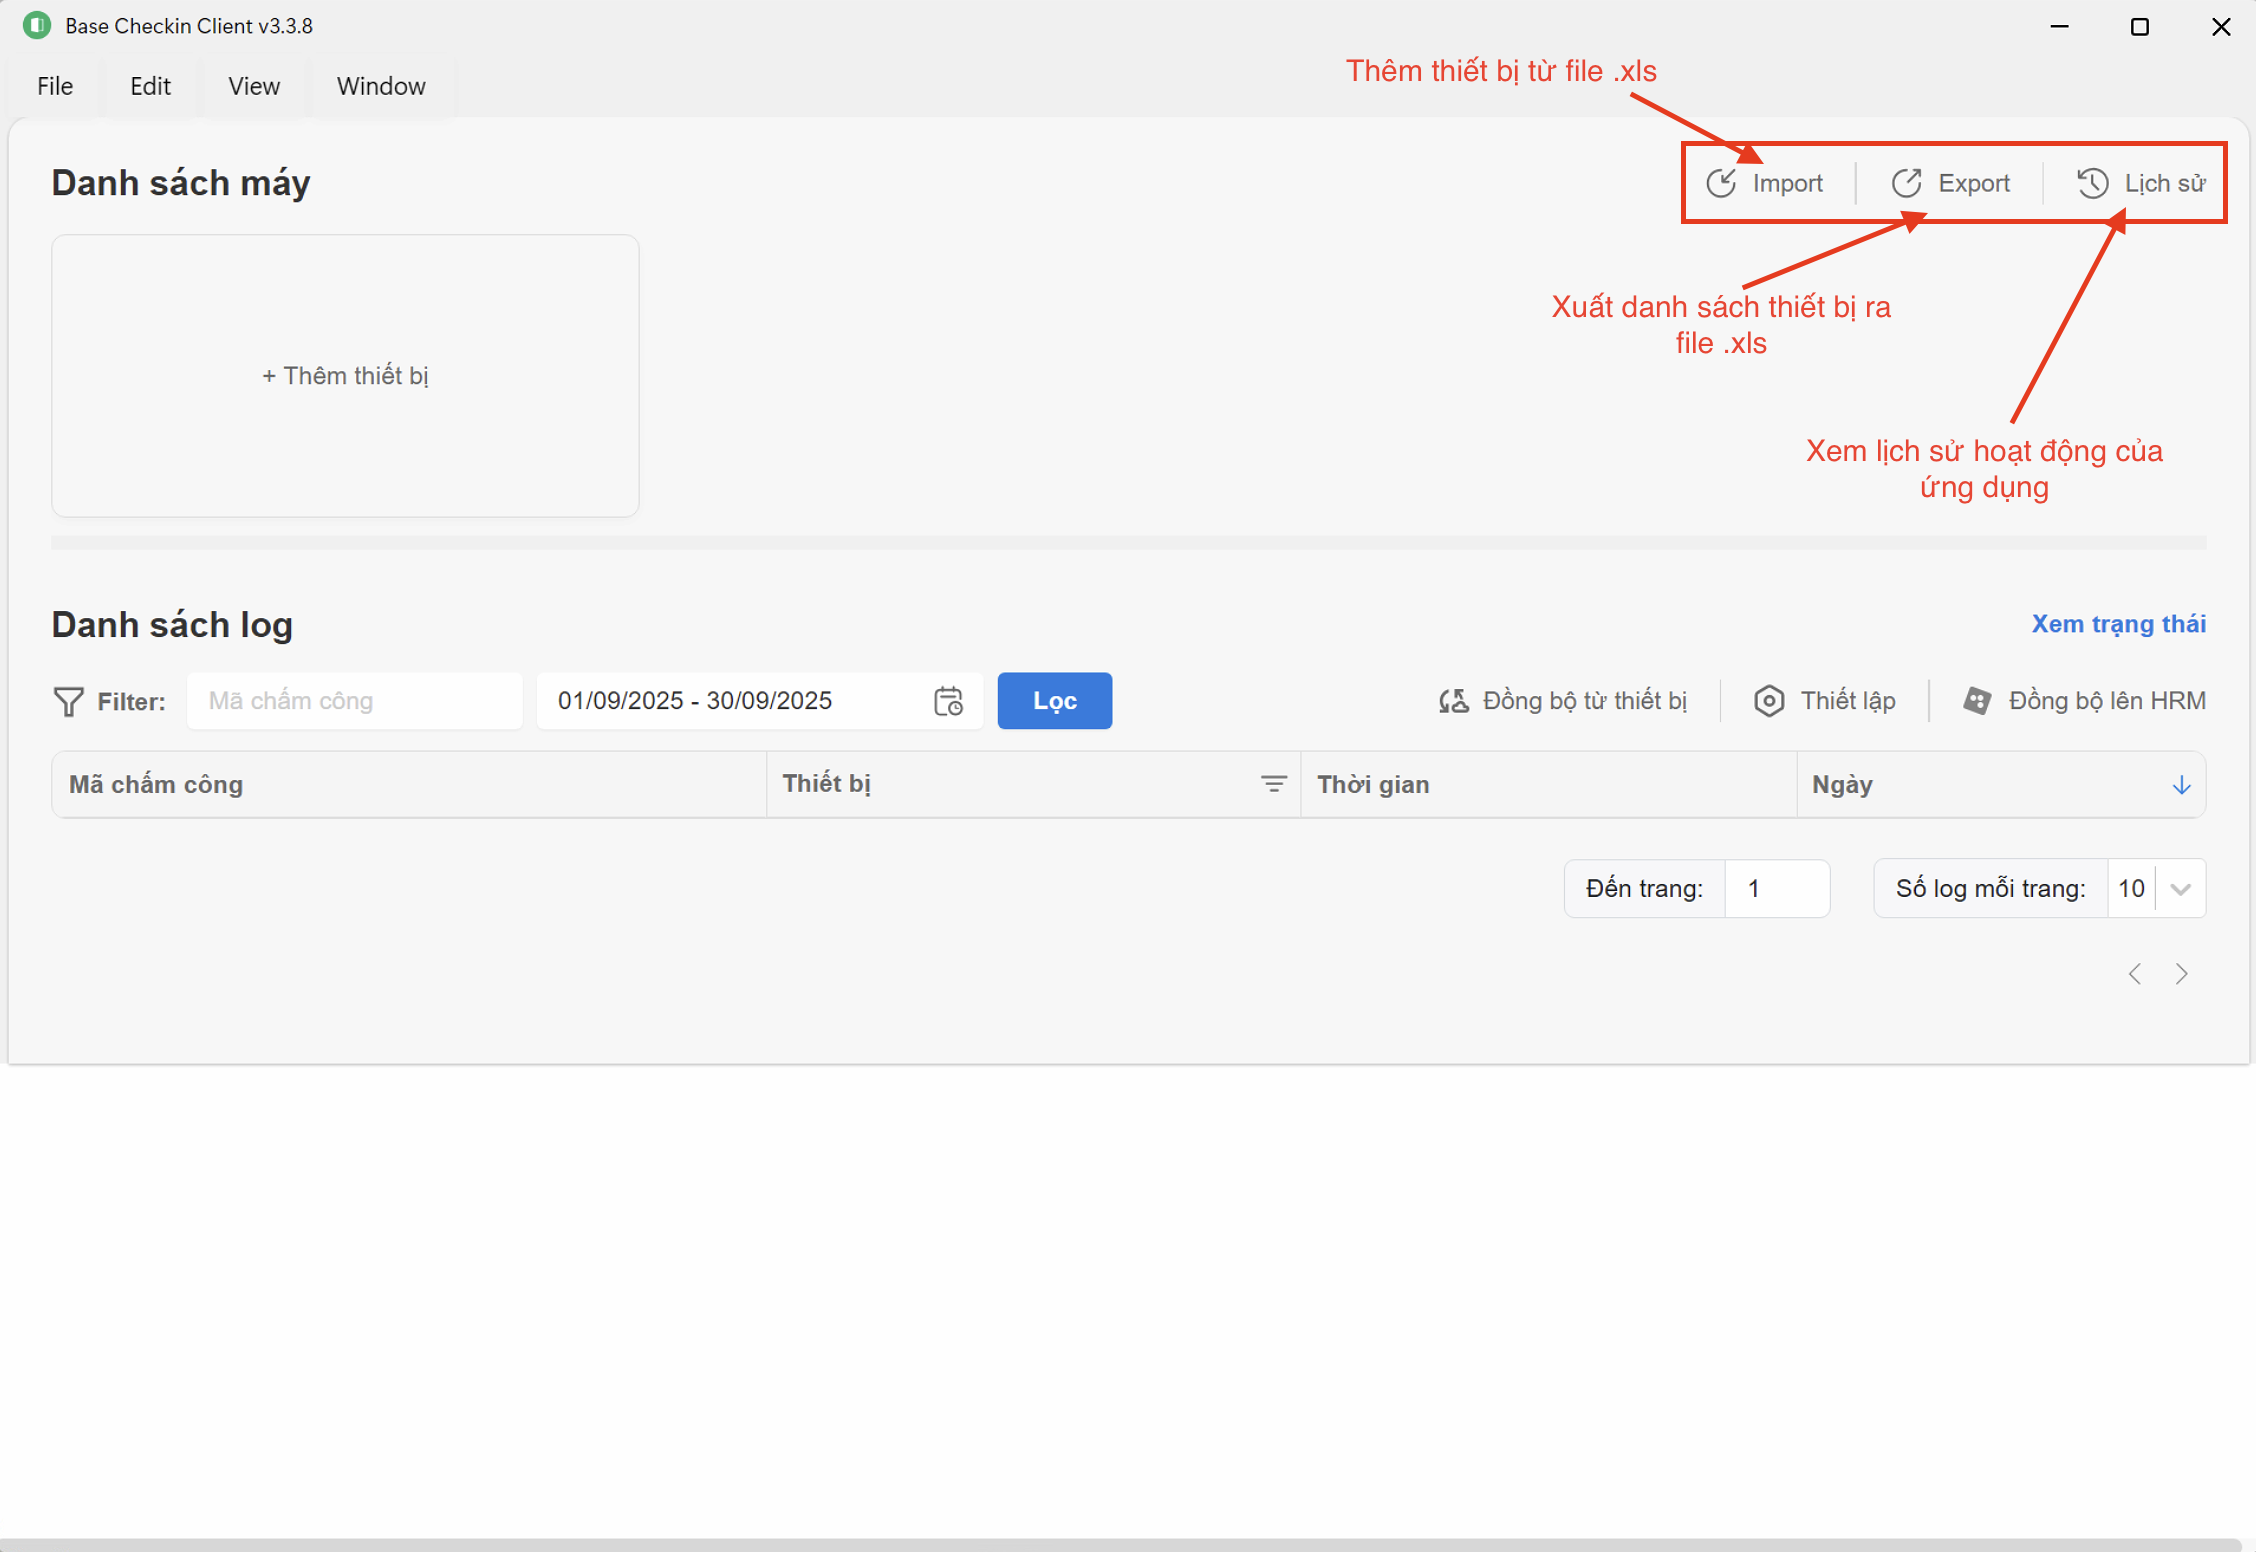 Base Checkin Client v3.3.8
File Edit View Window
Thêm thiết bị từ file .xls
Danh sách máy
Import Export Lịch sử
Xuất danh sách thiết bị ra
file .xls
+ Thêm thiết bị
Xem lịch sử hoạt động của
ứng dụng
Danh sách log
Xem trạng thái
Filter: Mã chấm công 01/09/2025 - 30/09/2025 Lọc Đồng bộ từ thiết bị Thiết lập Đồng bộ lên HRM
Mã chấm công Thiết bị Thời gian Ngày
Đến trang: 1 Số log mỗi trang: 10